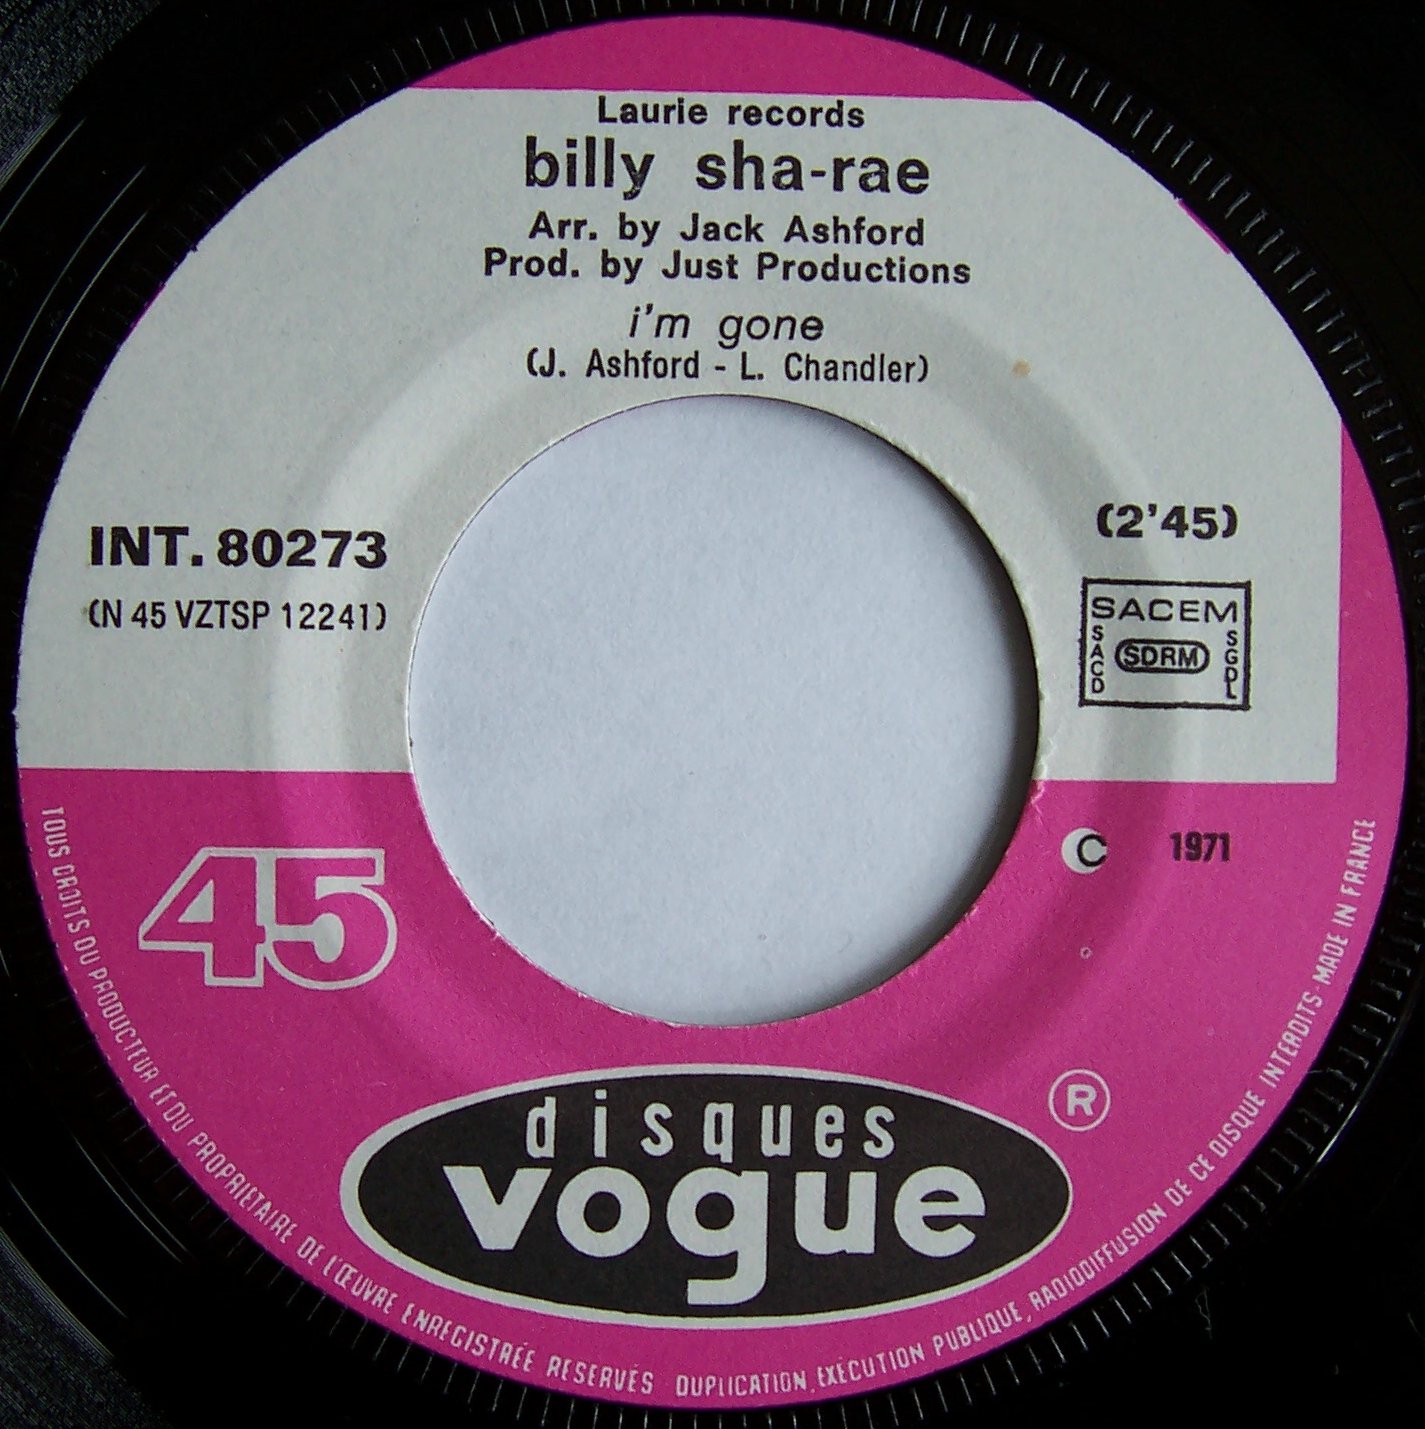 Laurie records
billy sha-rae
Arr. by Jack Ashford
Prod. by Just Productions
i'm gone
(J. Ashford - L. Chandler)
INT. 80273
(N 45 VZTSP 12241)
(2'45)
SACEM
SACD
SDRM
SGDL
45
C 1971
disques
vogue
®
TOUS DROITS DU PRODUCTEUR ET DU PROPRIÉTAIRE DE L'ŒUVRE ENREGISTRÉE RÉSERVÉS DUPLICATION, EXÉCUTION PUBLIQUE, RADIODIFFUSION DE CE DISQUE INTERDITS - MADE IN FRANCE